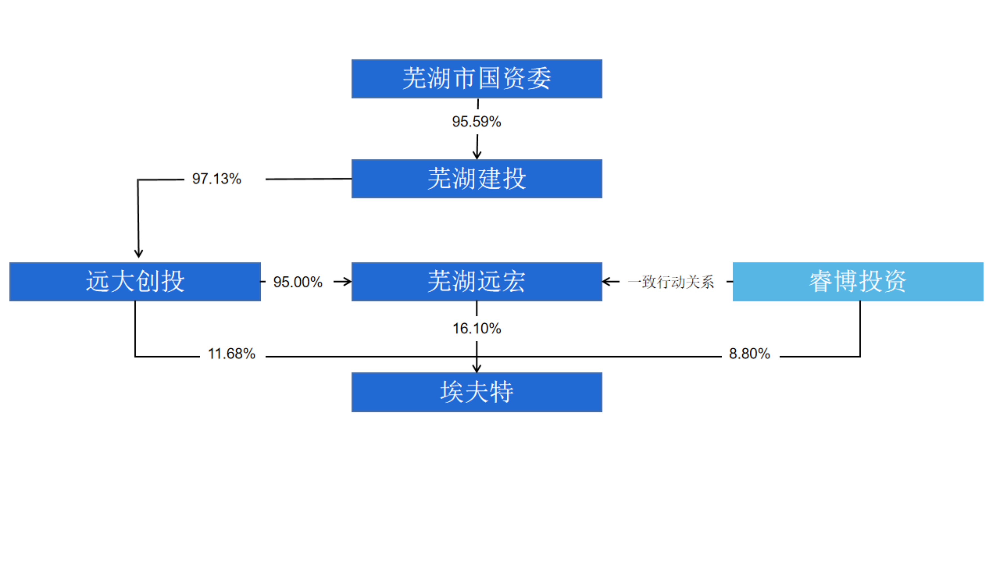 芜湖市国资委
95.59%
芜湖建投
97.13%
远大创投
95.00%
芜湖远宏
一致行动关系
睿博投资
16.10%
11.68%
8.80%
埃夫特